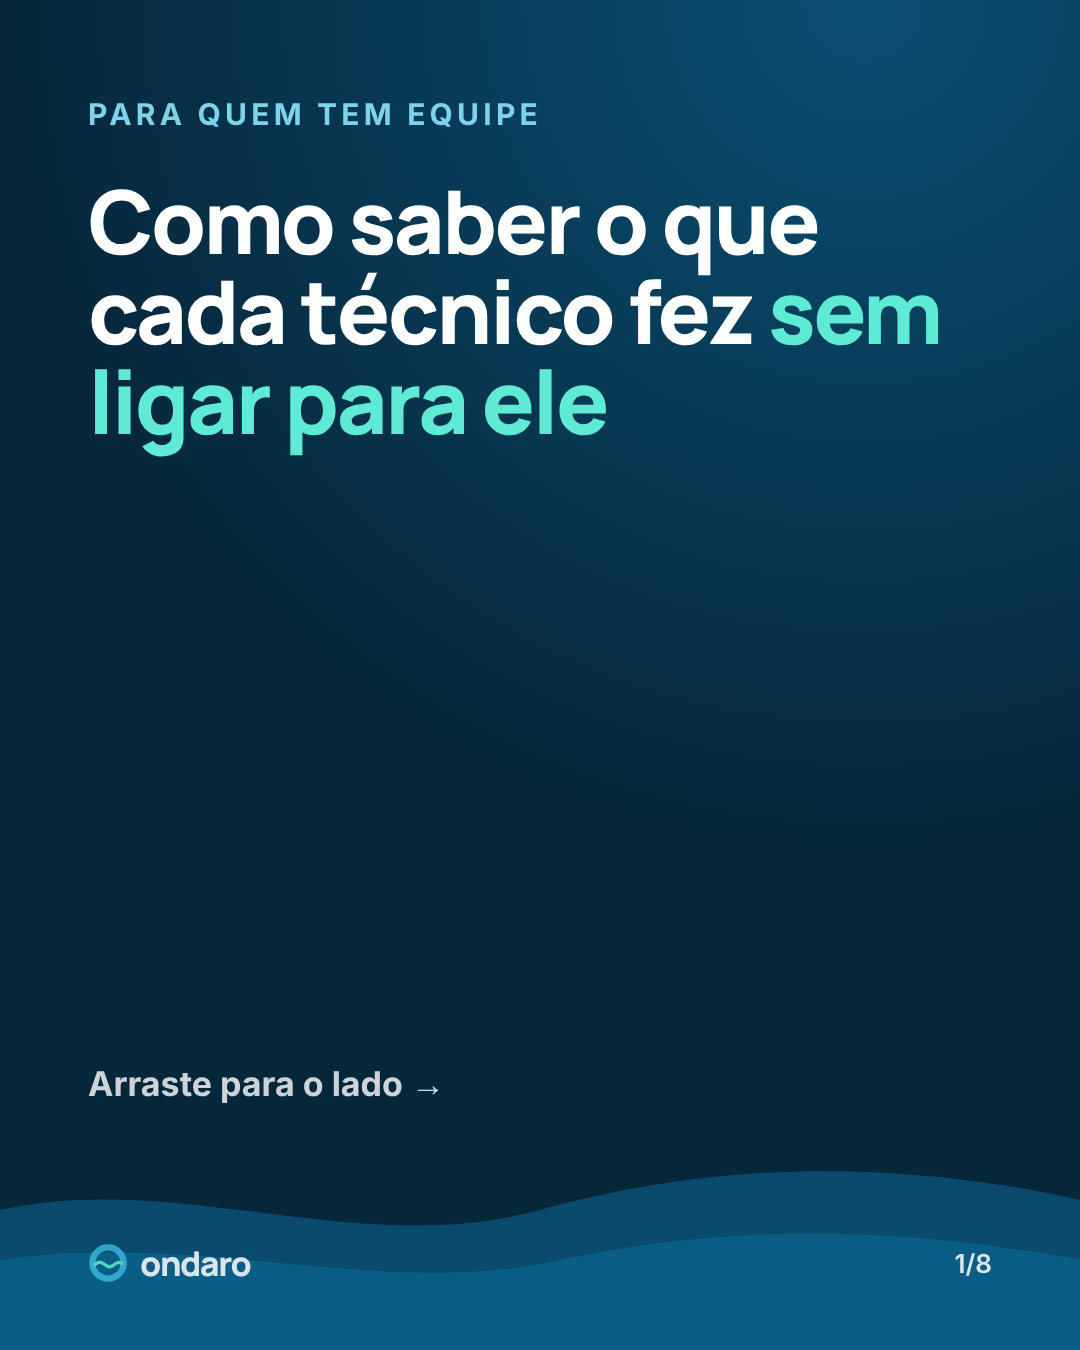 PARA QUEM TEM EQUIPE
Como saber o que
cada técnico fez sem
ligar para ele
Arraste para o lado →
ondaro
1/8